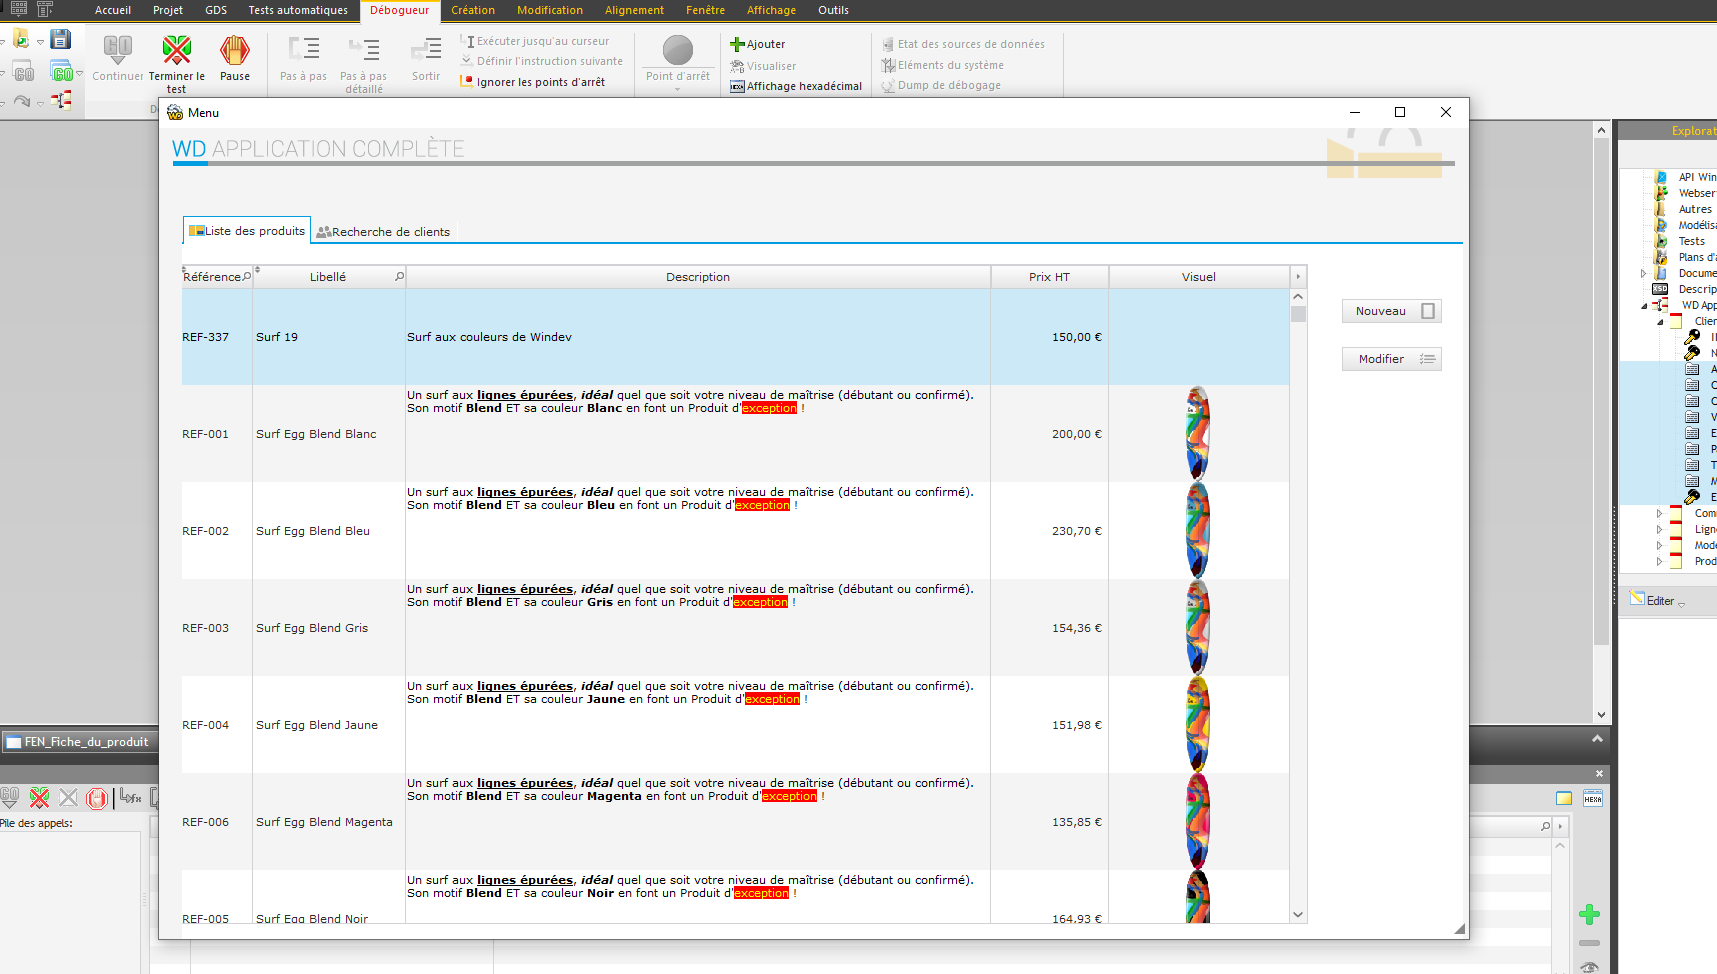 Accueil Projet GDS Tests automatiques Débogueur Création Modification Alignement Fenêtre Affichage Outils
GO
Continuer
Terminer le test
Pause
Pas à pas
Pas à pas détaillé
Sortir
Exécuter jusqu'au curseur
Définir l'instruction suivante
Ignorer les points d'arrêt
Point d'arrêt
Ajouter
Visualiser
Affichage hexadécimal
Etat des sources de données
Eléments du système
Dump de débogage
Menu
WD APPLICATION COMPLÈTE
Liste des produits Recherche de clients
Référence Libellé Description Prix HT Visuel
REF-337 Surf 19 Surf aux couleurs de Windev 150,00 €
Un surf aux lignes épurées, idéal quel que soit votre niveau de maîtrise (débutant ou confirmé).
Son motif Blend ET sa couleur Blanc en font un Produit d'exception !
REF-001 Surf Egg Blend Blanc 200,00 €
Un surf aux lignes épurées, idéal quel que soit votre niveau de maîtrise (débutant ou confirmé).
Son motif Blend ET sa couleur Bleu en font un Produit d'exception !
REF-002 Surf Egg Blend Bleu 230,70 €
Un surf aux lignes épurées, idéal quel que soit votre niveau de maîtrise (débutant ou confirmé).
Son motif Blend ET sa couleur Gris en font un Produit d'exception !
REF-003 Surf Egg Blend Gris 154,36 €
Un surf aux lignes épurées, idéal quel que soit votre niveau de maîtrise (débutant ou confirmé).
Son motif Blend ET sa couleur Jaune en font un Produit d'exception !
REF-004 Surf Egg Blend Jaune 151,98 €
Un surf aux lignes épurées, idéal quel que soit votre niveau de maîtrise (débutant ou confirmé).
Son motif Blend ET sa couleur Magenta en font un Produit d'exception !
REF-006 Surf Egg Blend Magenta 135,85 €
Un surf aux lignes épurées, idéal quel que soit votre niveau de maîtrise (débutant ou confirmé).
Son motif Blend ET sa couleur Noir en font un Produit d'exception !
REF-005 Surf Egg Blend Noir 164,93 €
Nouveau
Modifier
Explorat
API Win
Webser
Autres
Modélisa
Tests
Plans d'a
Docume
Descrip
WD App
Clien
Com
Lign
Mod
Prod
Editer
FEN_Fiche_du_produit
Pile des appels:
HEXA